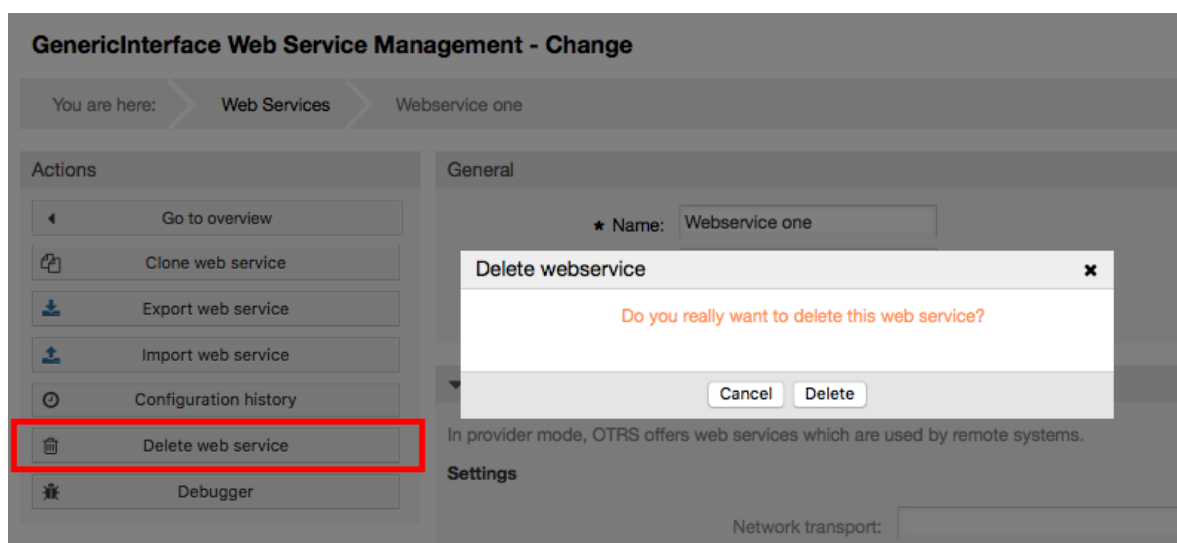 GenericInterface Web Service Management - Change
You are here: Web Services Webservice one
Actions
Go to overview
Clone web service
Export web service
Import web service
Configuration history
Delete web service
Debugger
General
★ Name: Webservice one
Delete webservice
Do you really want to delete this web service?
Cancel Delete
In provider mode, OTRS offers web services which are used by remote systems.
Settings
Network transport: